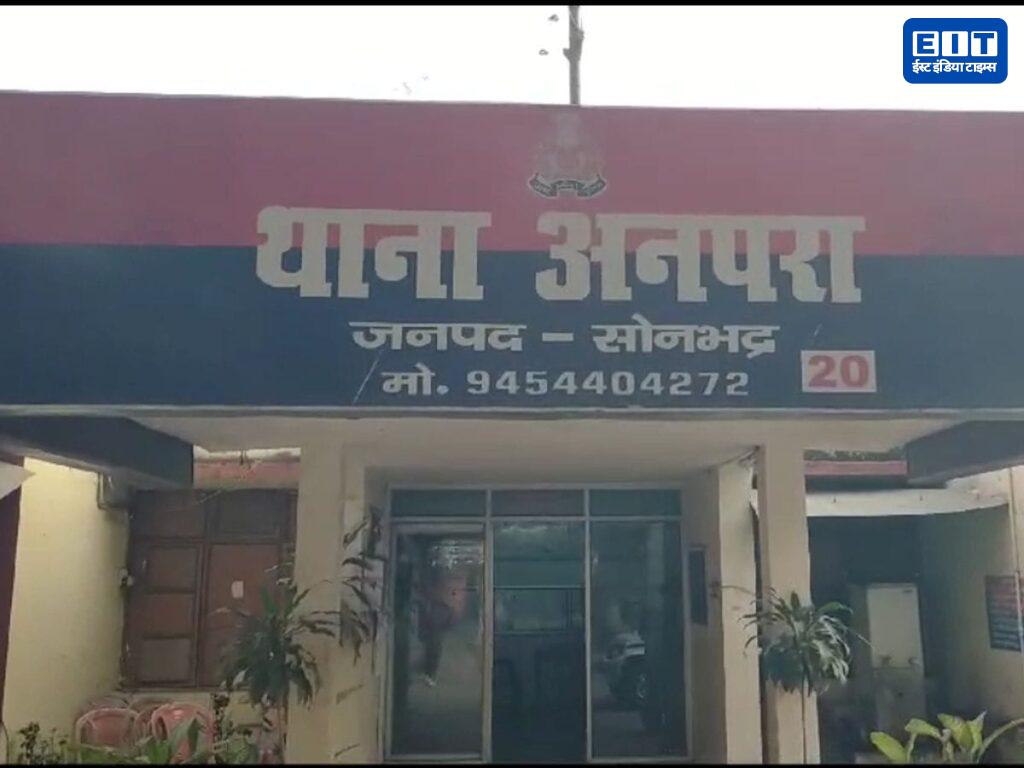 EIT
ईस्ट इंडिया टाइम्स
थाना अनपरा
जनपद - सोनभद्र
मो. 9454404272
20